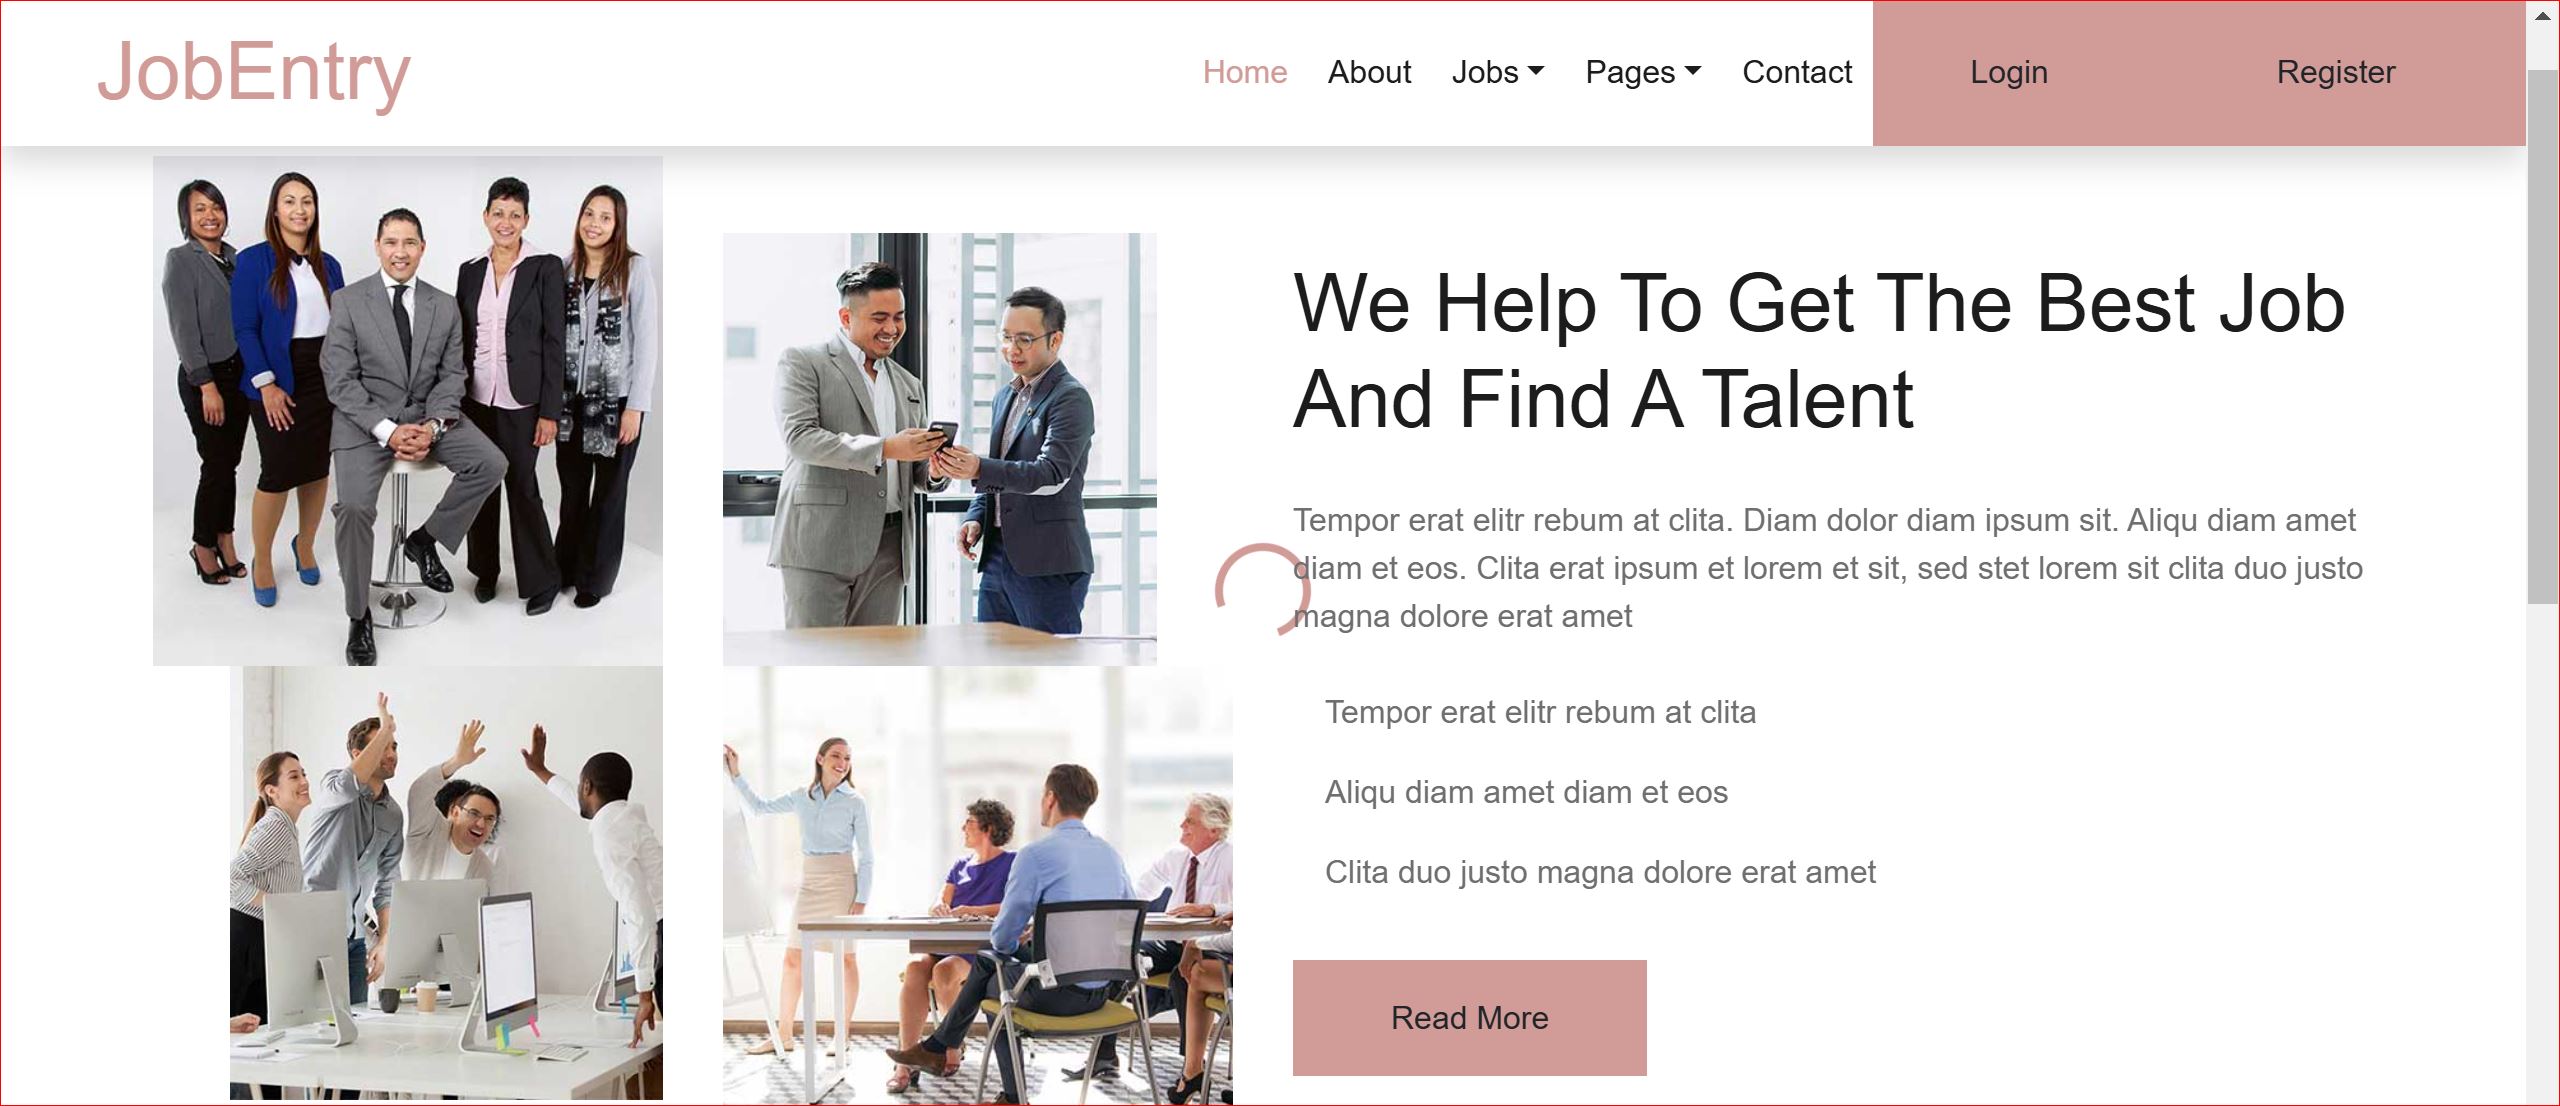 JobEntry
Home About Jobs Pages Contact Login Register
We Help To Get The Best Job
And Find A Talent
Tempor erat elitr rebum at clita. Diam dolor diam ipsum sit. Aliqu diam amet
diam et eos. Clita erat ipsum et lorem et sit, sed stet lorem sit clita duo justo
magna dolore erat amet
Tempor erat elitr rebum at clita
Aliqu diam amet diam et eos
Clita duo justo magna dolore erat amet
Read More